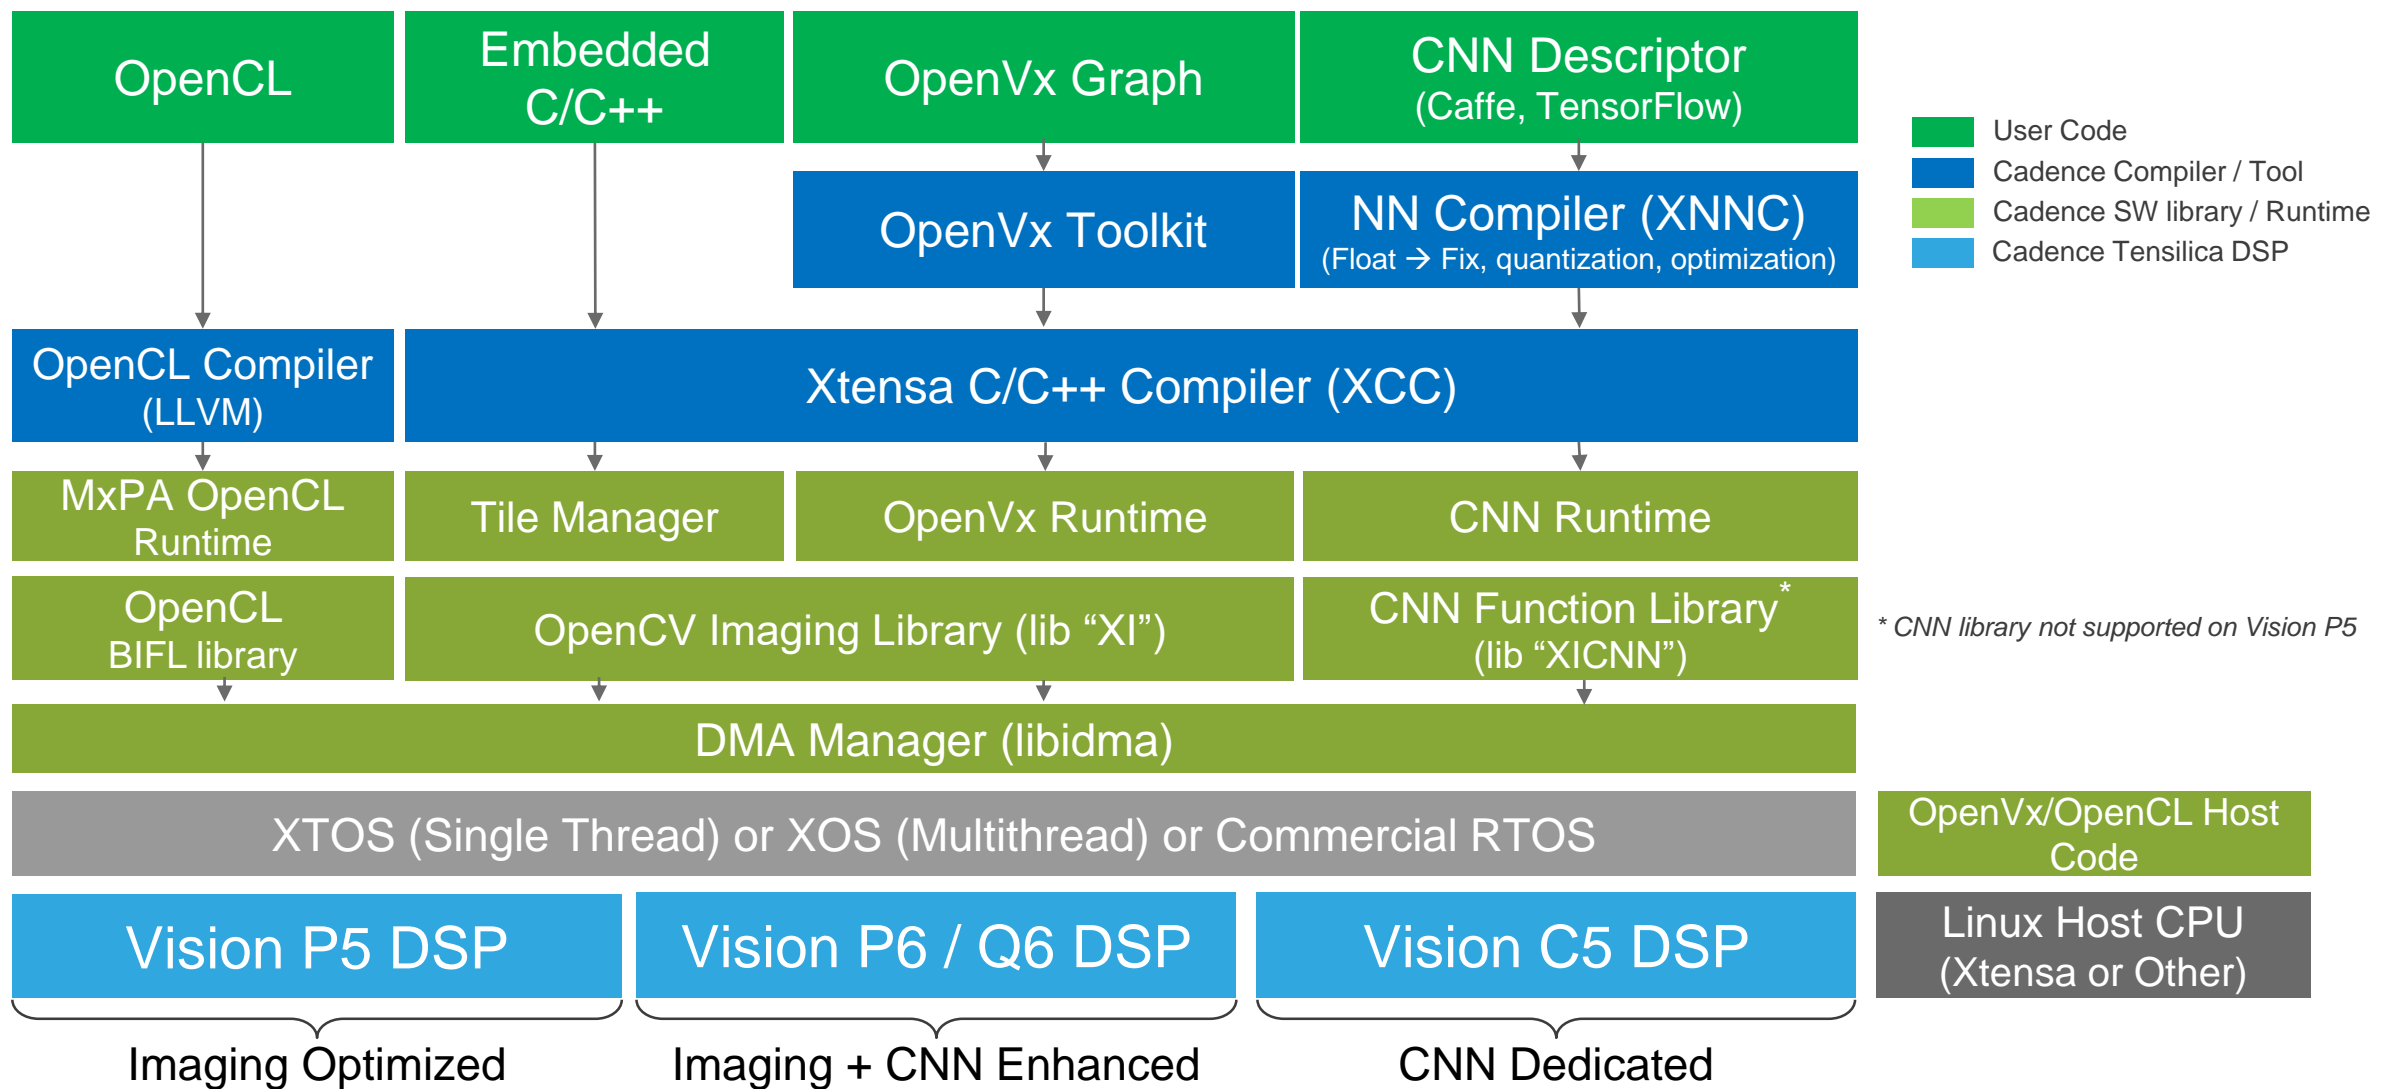 OpenCL
Embedded
C/C++
OpenVx Graph
CNN Descriptor
(Caffe, TensorFlow)
User Code
Cadence Compiler / Tool
Cadence SW library / Runtime
Cadence Tensilica DSP
OpenVx Toolkit
NN Compiler (XNNC)
(Float → Fix, quantization, optimization)
OpenCL Compiler
(LLVM)
Xtensa C/C++ Compiler (XCC)
MxPA OpenCL
Runtime
Tile Manager
OpenVx Runtime
CNN Runtime
OpenCL
BIFL library
OpenCV Imaging Library (lib “XI”)
CNN Function Library*
(lib “XICNN”)
* CNN library not supported on Vision P5
DMA Manager (libidma)
XTOS (Single Thread) or XOS (Multithread) or Commercial RTOS
OpenVx/OpenCL Host
Code
Vision P5 DSP
Vision P6 / Q6 DSP
Vision C5 DSP
Linux Host CPU
(Xtensa or Other)
Imaging Optimized
Imaging + CNN Enhanced
CNN Dedicated